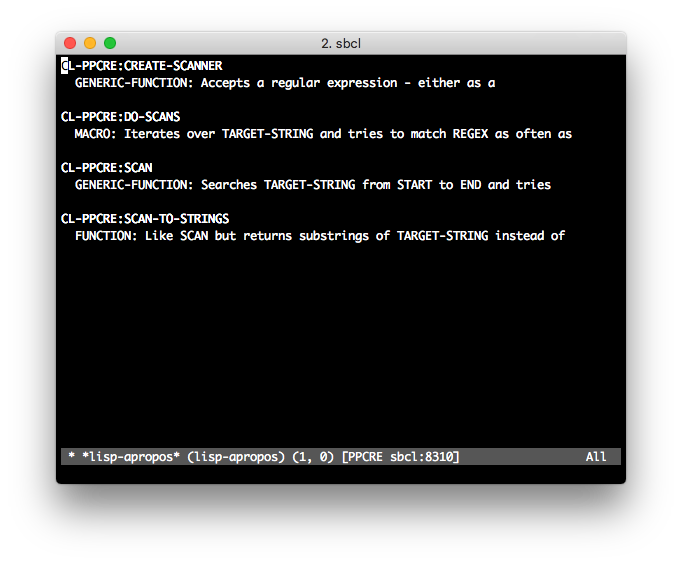 2. sbcl
CL-PPCRE:CREATE-SCANNER
GENERIC-FUNCTION: Accepts a regular expression - either as a
CL-PPCRE:DO-SCANS
MACRO: Iterates over TARGET-STRING and tries to match REGEX as often as
CL-PPCRE:SCAN
GENERIC-FUNCTION: Searches TARGET-STRING from START to END and tries
CL-PPCRE:SCAN-TO-STRINGS
FUNCTION: Like SCAN but returns substrings of TARGET-STRING instead of
* *lisp-apropos* (lisp-apropos) (1, 0) [PPCRE sbcl:8310] All